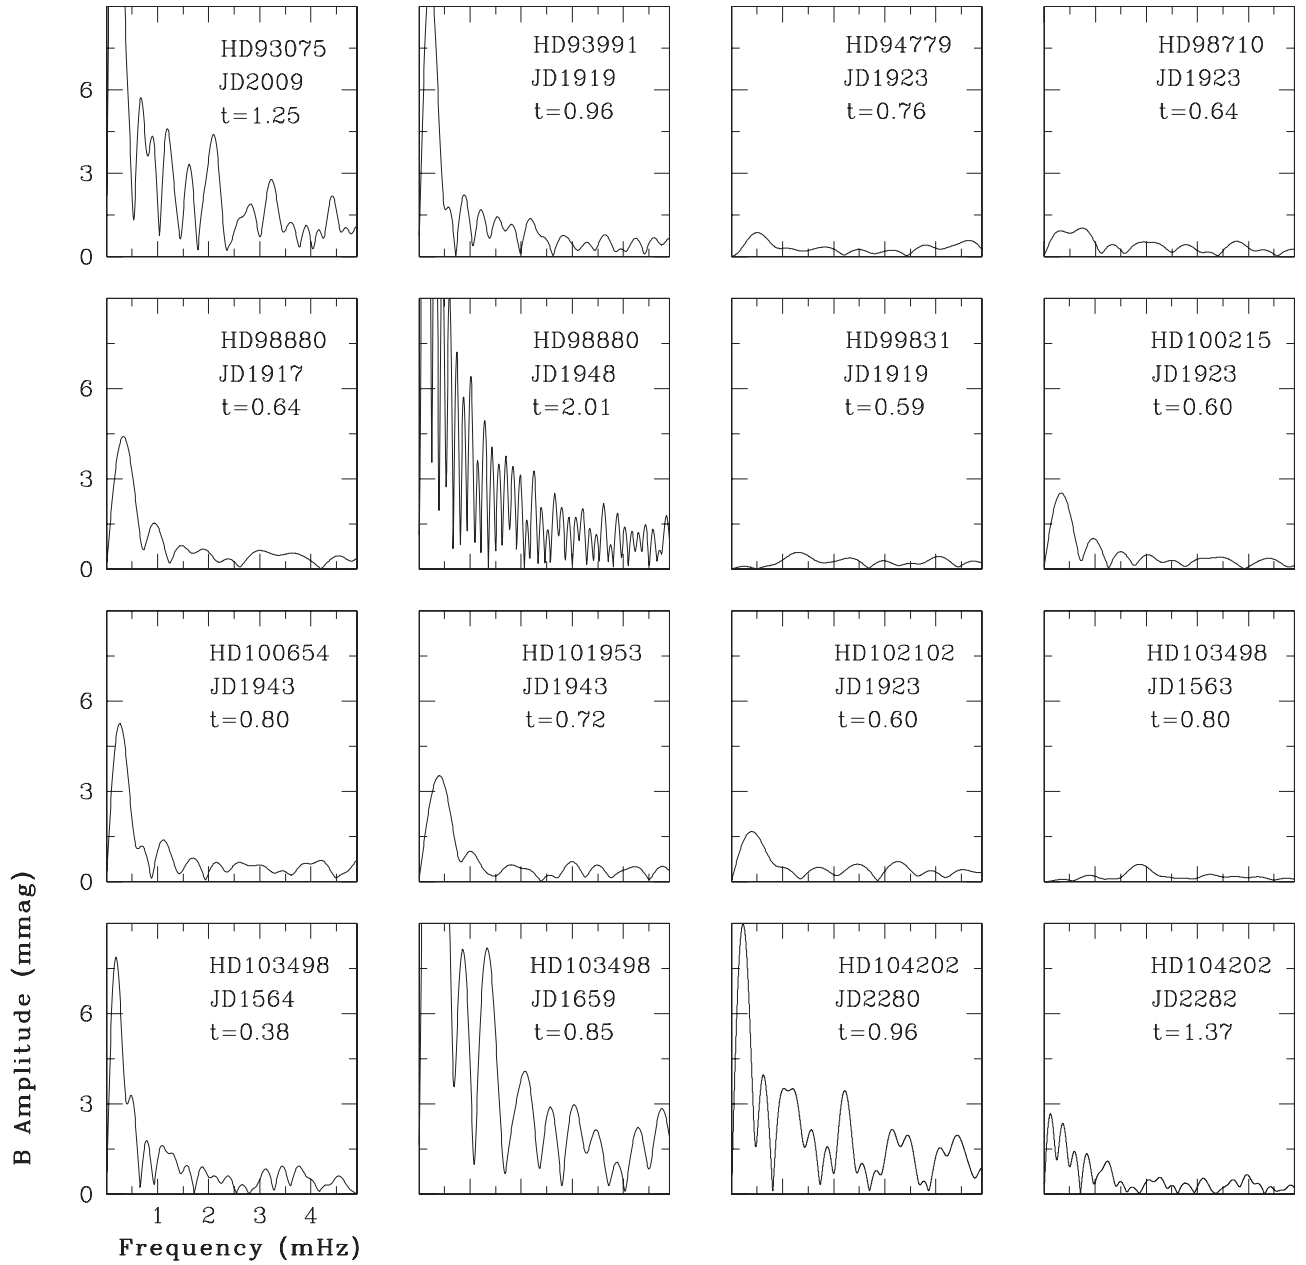 HD93075
JD2009
t=1.25
HD93991
JD1919
t=0.96
HD94779
JD1923
t=0.76
HD98710
JD1923
t=0.64
6
3
0
HD98880
JD1917
t=0.64
HD98880
JD1948
t=2.01
HD99831
JD1919
t=0.59
HD100215
JD1923
t=0.60
6
3
0
HD100654
JD1943
t=0.80
HD101953
JD1943
t=0.72
HD102102
JD1923
t=0.60
HD103498
JD1563
t=0.80
6
3
0
HD103498
JD1564
t=0.38
HD103498
JD1659
t=0.85
HD104202
JD2280
t=0.96
HD104202
JD2282
t=1.37
6
3
0
1 2 3 4
Frequency (mHz)
B Amplitude (mmag)